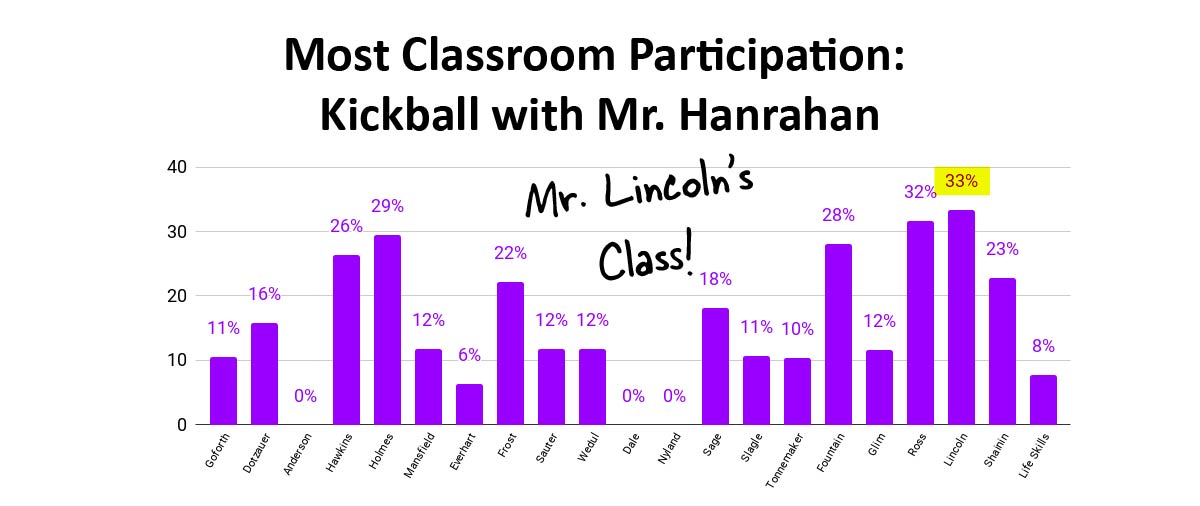 Most Classroom Participation:
Kickball with Mr. Hanrahan
Mr. Lincoln's
Class!
40
30
20
10
0
11%
16%
0%
26%
29%
12%
6%
22%
12%
12%
0%
0%
18%
11%
10%
28%
12%
32%
33%
23%
8%
Goforth
Dotzauer
Anderson
Hawkins
Holmes
Mansfield
Everhart
Frost
Sauter
Wedul
Dale
Nyland
Sage
Slagle
Tonnemaker
Fountain
Glim
Ross
Lincoln
Shainin
Life Skills